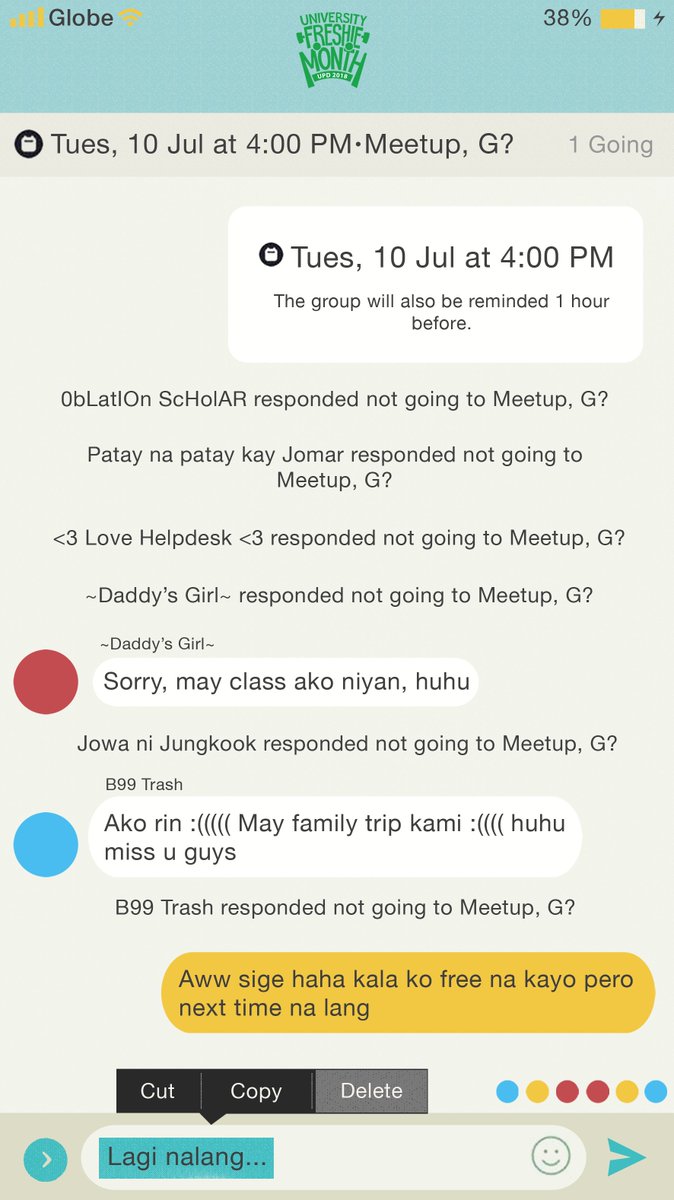 Globe
38%
UNIVERSITY
FRESHIE
MONTH
UPD 2018
Tues, 10 Jul at 4:00 PM•Meetup, G?
1 Going
Tues, 10 Jul at 4:00 PM
The group will also be reminded 1 hour
before.
0bLatIOn ScHolAR responded not going to Meetup, G?
Patay na patay kay Jomar responded not going to
Meetup, G?
<3 Love Helpdesk <3 responded not going to Meetup, G?
~Daddy’s Girl~ responded not going to Meetup, G?
~Daddy’s Girl~
Sorry, may class ako niyan, huhu
Jowa ni Jungkook responded not going to Meetup, G?
B99 Trash
Ako rin :((((( May family trip kami :(((( huhu
miss u guys
B99 Trash responded not going to Meetup, G?
Aww sige haha kala ko free na kayo pero
next time na lang
Cut
Copy
Delete
Lagi nalang...